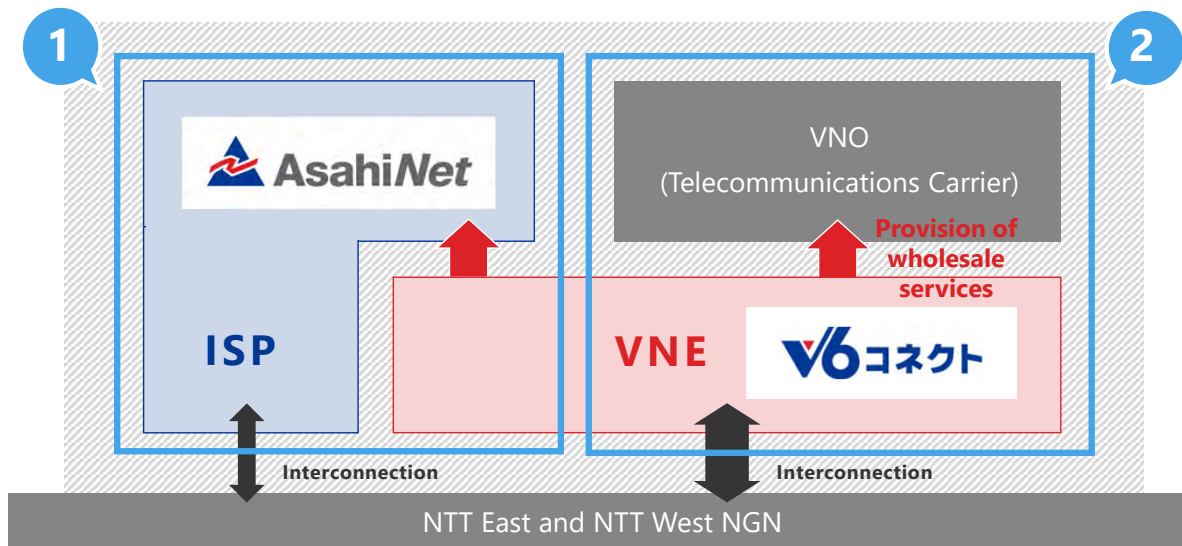 1
2
AsahiNet
VNO
(Telecommunications Carrier)
Provision of
wholesale
services
ISP
VNE
V6コネクト
Interconnection
Interconnection
NTT East and NTT West NGN